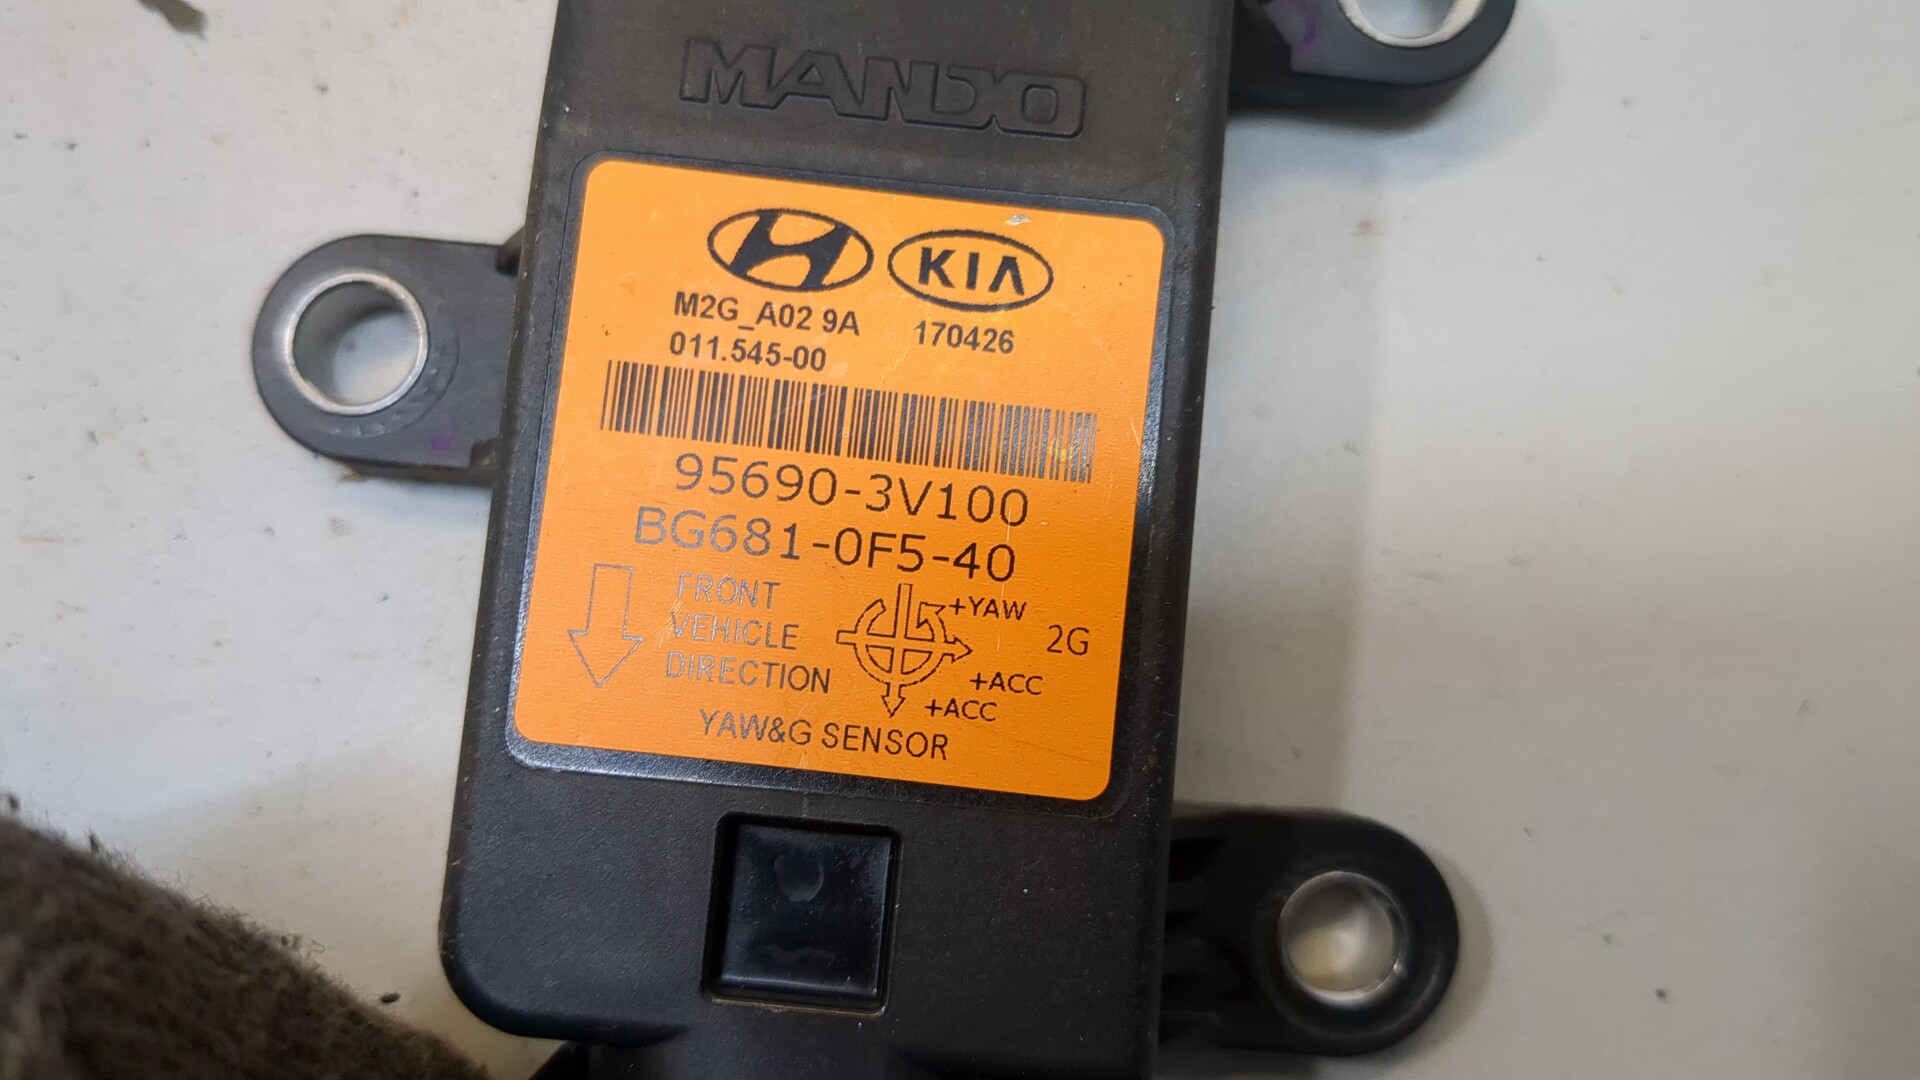 MANDO
KIA
M2G_A02 9A 170426
011.545-00
95690-3V100
BG681-0F5-40
FRONT
VEHICLE
DIRECTION
+YAW
2G
+ACC
+ACC
YAW&G SENSOR